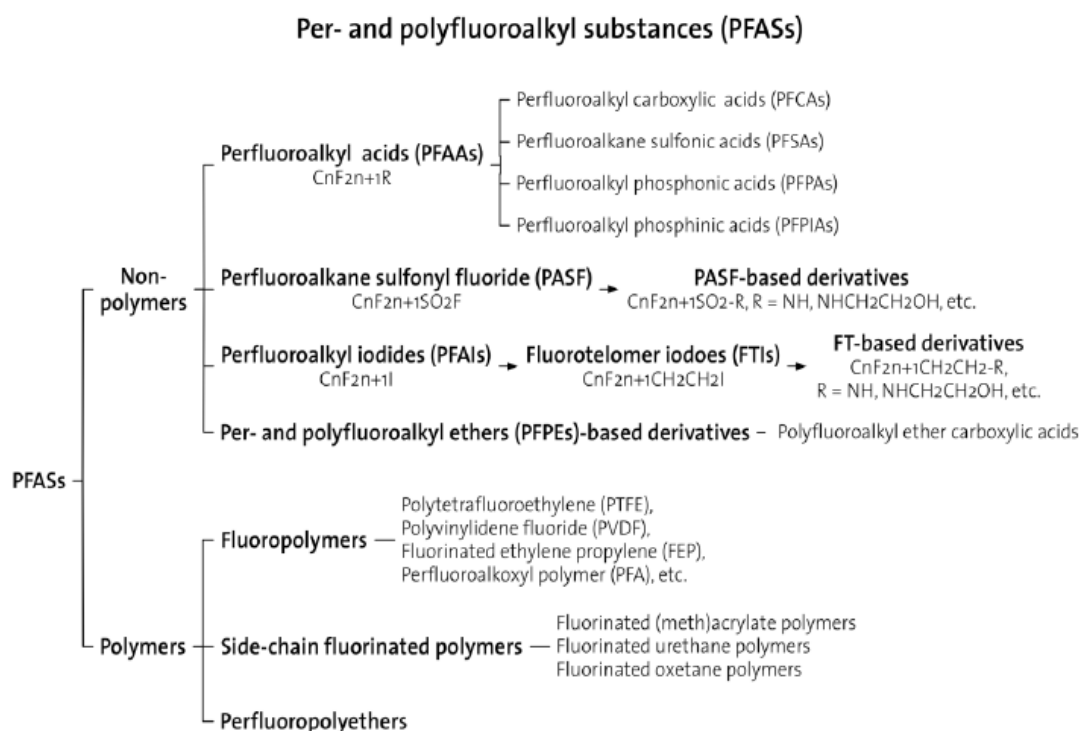 Per- and polyfluoroalkyl substances (PFASs)
Perfluoroalkyl carboxylic acids (PFCAs)
Perfluoroalkane sulfonic acids (PFSAs)
Perfluoroalkyl acids (PFAAs)
CnF2n+1R
Perfluoroalkyl phosphonic acids (PFPAs)
Perfluoroalkyl phosphinic acids (PFPIAs)
Non-
polymers
Perfluoroalkane sulfonyl fluoride (PASF)
CnF2n+1SO2F
PASF-based derivatives
CnF2n+1SO2-R, R = NH, NHCH2CH2OH, etc.
Perfluoroalkyl iodides (PFAIs)
CnF2n+1I
Fluorotelomer iodoes (FTIs)
CnF2n+1CH2CH2I
FT-based derivatives
CnF2n+1CH2CH2-R,
R = NH, NHCH2CH2OH, etc.
Per- and polyfluoroalkyl ethers (PFPEs)-based derivatives – Polyfluoroalkyl ether carboxylic acids
PFASs
Fluoropolymers
Polytetrafluoroethylene (PTFE),
Polyvinylidene fluoride (PVDF),
Fluorinated ethylene propylene (FEP),
Perfluoroalkoxyl polymer (PFA), etc.
Polymers
Side-chain fluorinated polymers
Fluorinated (meth)acrylate polymers
Fluorinated urethane polymers
Fluorinated oxetane polymers
Perfluoropolyethers